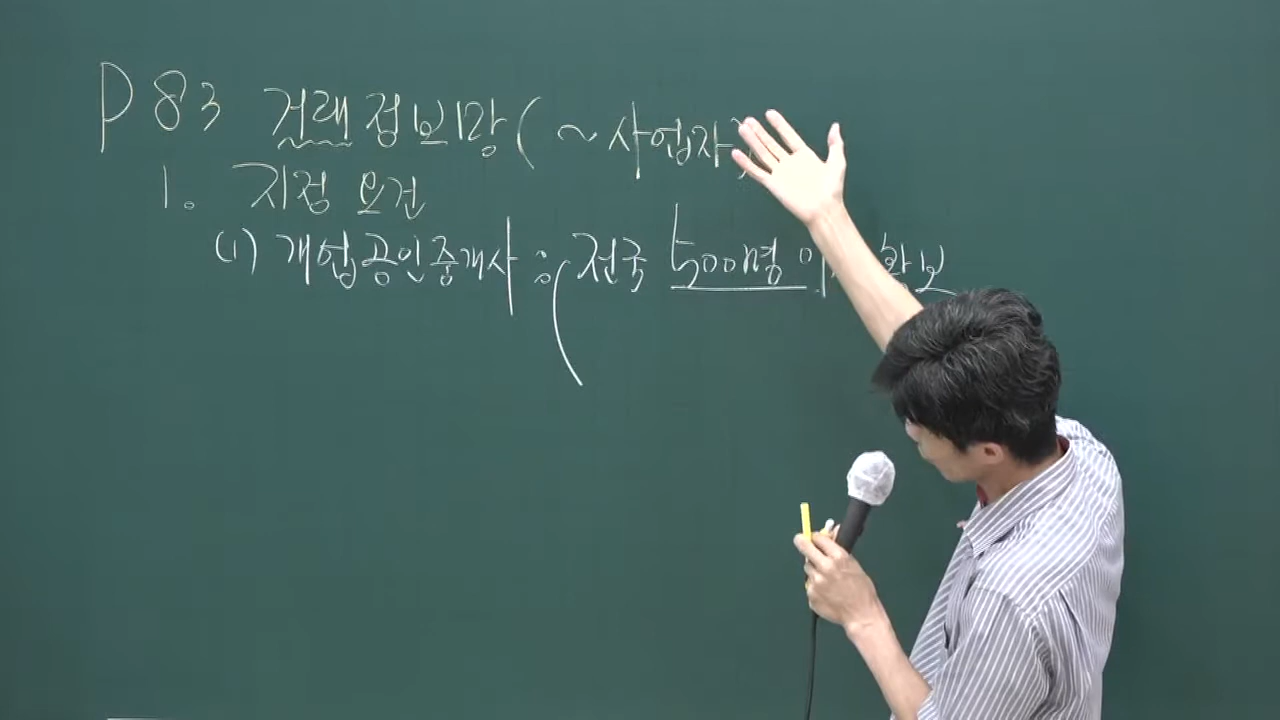 P 83 거래정보망 ( ~ 사업자 )
1. 지정 요건
(1) 개업공인중개사 : ( 전국 500명 이상 확보